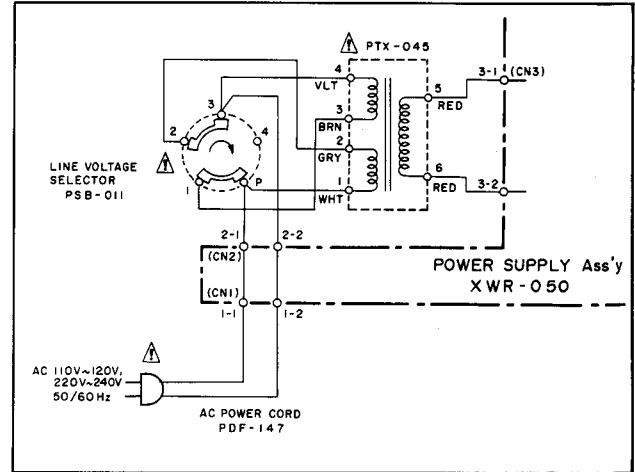 PTX-045
4
VLT
3
BRN
2
GRY
1
WHT
5
RED
6
RED
3-1 (CN3)
3-2
3
2
4
1
P
LINE VOLTAGE
SELECTOR
PSB-011
2-1
2-2
(CN2)
(CN1)
1-1
1-2
POWER SUPPLY Ass'y
XWR-050
AC 110V~120V,
220V~240V
50/60Hz
AC POWER CORD
PDF-147